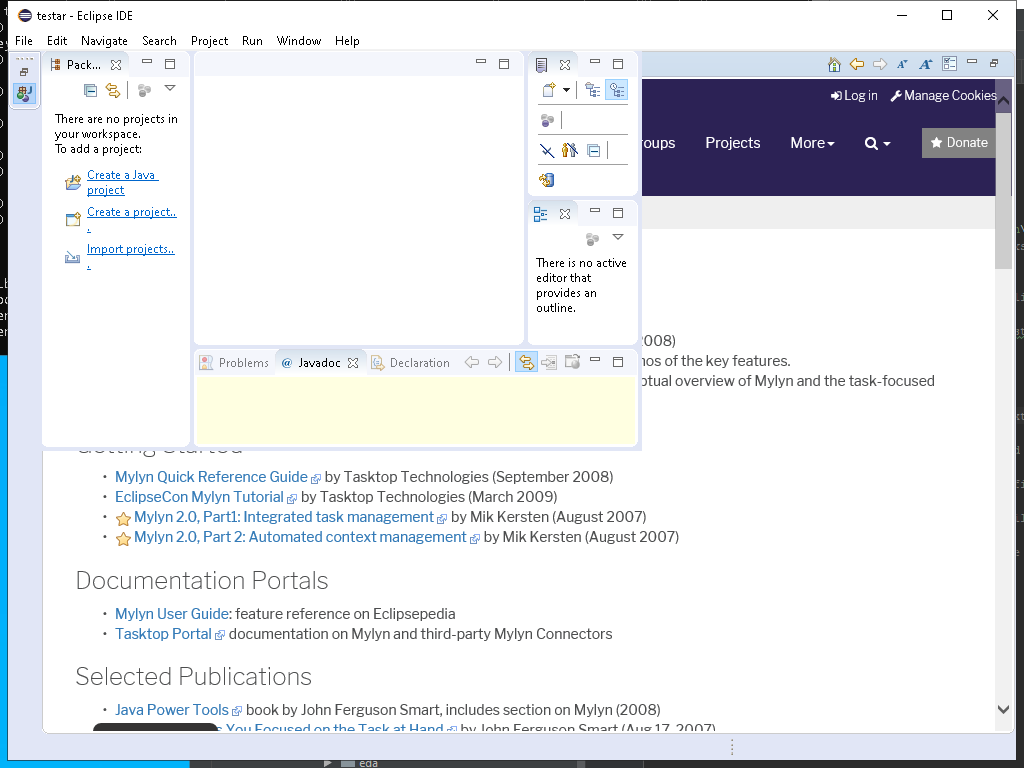 testar - Eclipse IDE
File Edit Navigate Search Project Run Window Help
Pack...
Log in Manage Cookies
There are no projects in
your workspace.
To add a project:
Create a Java
project
Create a project..
.
Import projects..
.
oups Projects More Donate
There is no active
editor that
provides an
outline.
2008)
nos of the key features.
ptual overview of Mylyn and the task-focused
Problems @ Javadoc Declaration
Getting Started
• Mylyn Quick Reference Guide by Tasktop Technologies (September 2008)
• EclipseCon Mylyn Tutorial by Tasktop Technologies (March 2009)
• Mylyn 2.0, Part1: Integrated task management by Mik Kersten (August 2007)
• Mylyn 2.0, Part 2: Automated context management by Mik Kersten (August 2007)
Documentation Portals
• Mylyn User Guide: feature reference on Eclipsepedia
• Tasktop Portal documentation on Mylyn and third-party Mylyn Connectors
Selected Publications
• Java Power Tools book by John Ferguson Smart, includes section on Mylyn (2008)
s You Focused on the Task at Hand by John Ferguson Smart (Aug 17, 2007)
eda